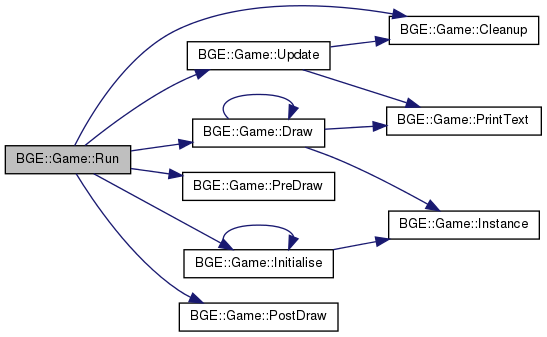 BGE::Game::Run
BGE::Game::Cleanup
BGE::Game::Update
BGE::Game::PrintText
BGE::Game::Draw
BGE::Game::PreDraw
BGE::Game::Instance
BGE::Game::Initialise
BGE::Game::PostDraw